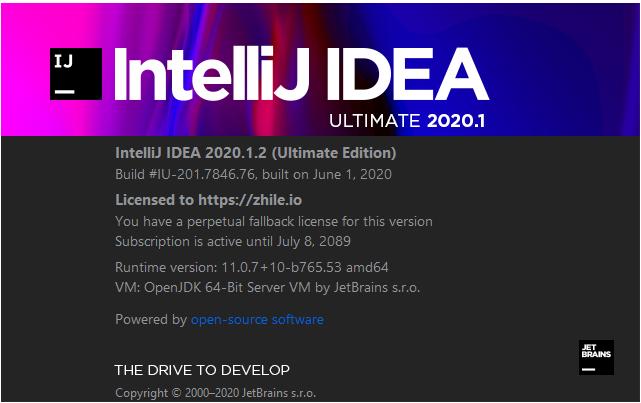 IJ
IntelliJ IDEA
ULTIMATE 2020.1
IntelliJ IDEA 2020.1.2 (Ultimate Edition)
Build #IU-201.7846.76, built on June 1, 2020
Licensed to https://zhile.io
You have a perpetual fallback license for this version
Subscription is active until July 8, 2089
Runtime version: 11.0.7+10-b765.53 amd64
VM: OpenJDK 64-Bit Server VM by JetBrains s.r.o.
Powered by open-source software
JET
BRAINS
THE DRIVE TO DEVELOP
Copyright © 2000–2020 JetBrains s.r.o.